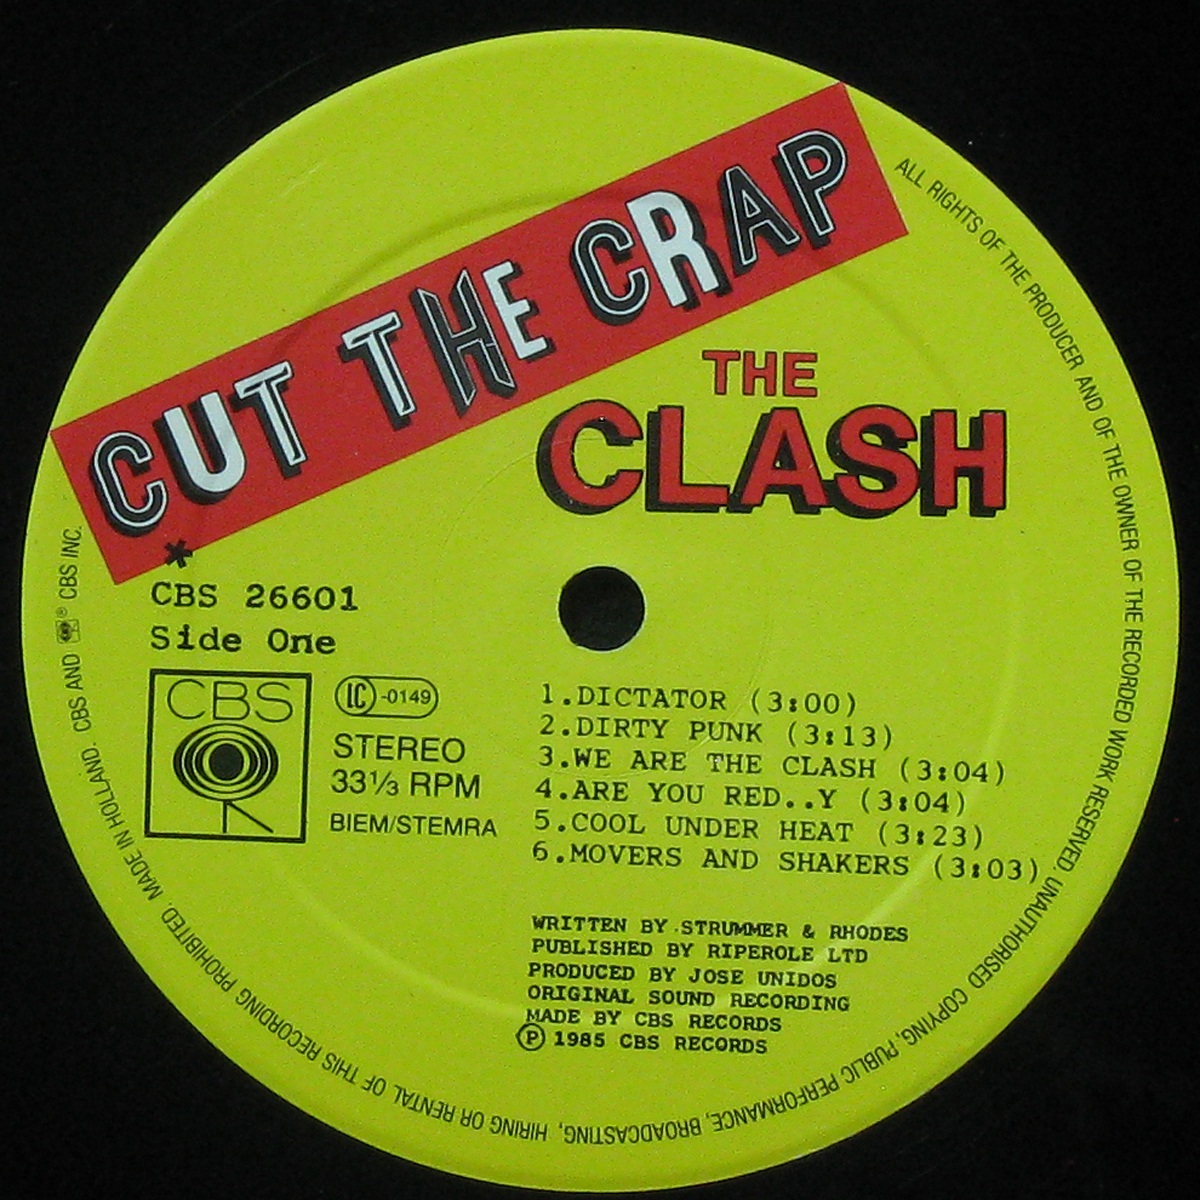 CUT THE CRAP
THE
CLASH
*
CBS 26601
Side One
CBS
LC -0149
STEREO
33⅓ RPM
BIEM/STEMRA
1.DICTATOR (3:00)
2.DIRTY PUNK (3:13)
3.WE ARE THE CLASH (3:04)
4.ARE YOU RED..Y (3:04)
5.COOL UNDER HEAT (3:23)
6.MOVERS AND SHAKERS (3:03)
WRITTEN BY STRUMMER & RHODES
PUBLISHED BY RIPEROLE LTD
PRODUCED BY JOSE UNIDOS
ORIGINAL SOUND RECORDING
MADE BY CBS RECORDS
Ⓟ 1985 CBS RECORDS
ALL RIGHTS OF THE PRODUCER AND OF THE OWNER OF THE RECORDED WORK RESERVED. UNAUTHORISED COPYING, PUBLIC PERFORMANCE, BROADCASTING, HIRING OR RENTAL OF THIS RECORDING PROHIBITED. MADE IN HOLLAND. CBS AND ® CBS INC.